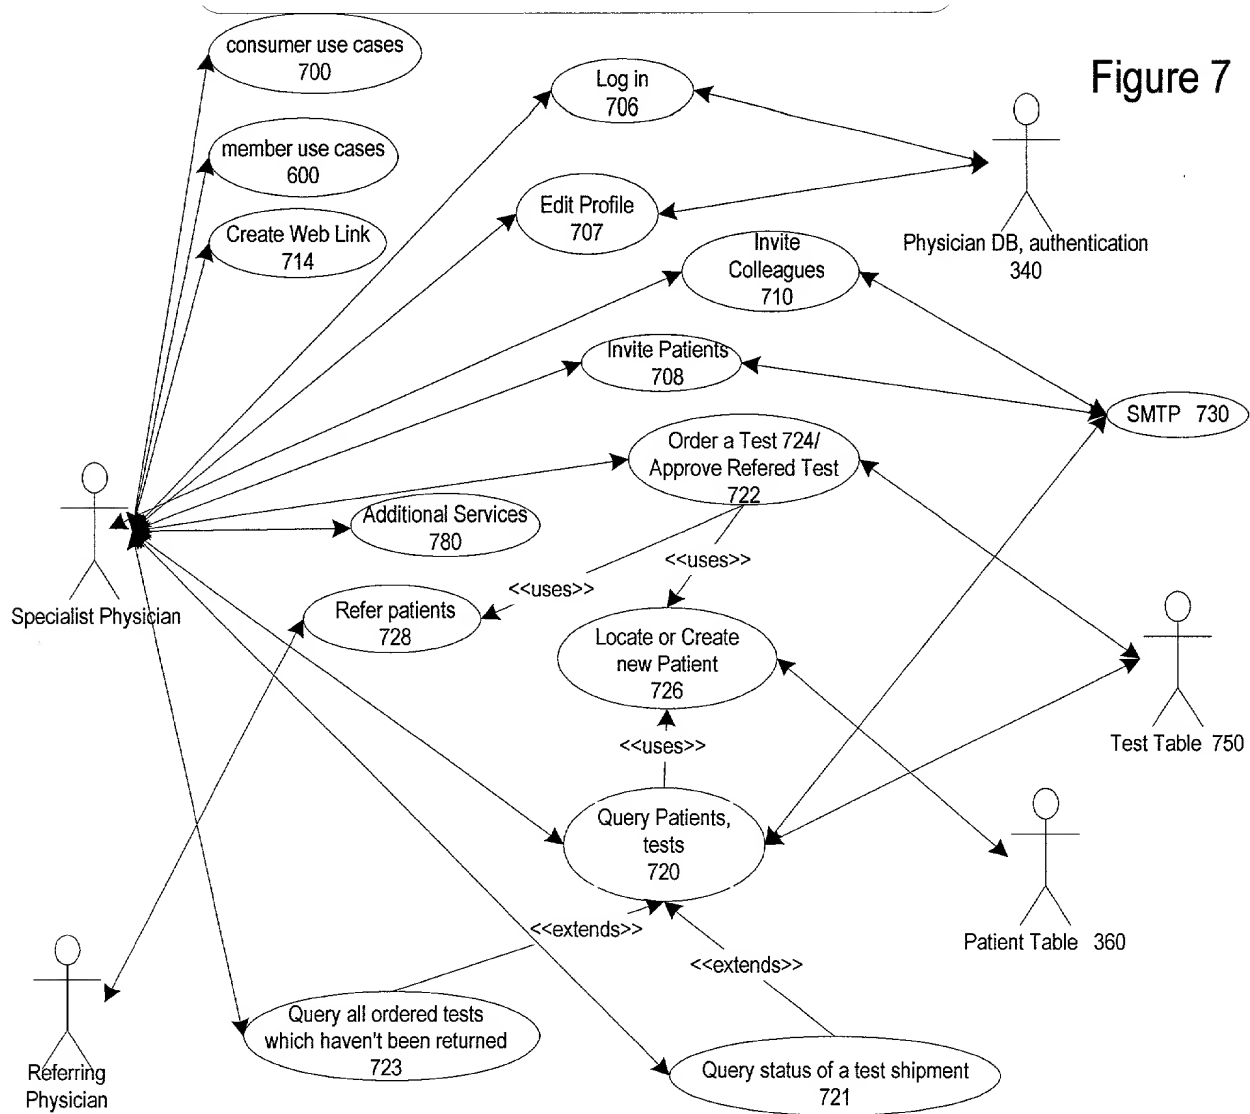 consumer use cases
700
Figure 7
Log in
706
member use cases
600
Edit Profile
707
Create Web Link
714
Physician DB, authentication
340
Invite
Colleagues
710
Invite Patients
708
SMTP 730
Order a Test 724/
Approve Refered Test
722
Additional Services
780
<<uses>>
<<uses>>
Specialist Physician
Refer patients
728
Locate or Create
new Patient
726
<<uses>>
Test Table 750
Query Patients,
tests
720
<<extends>>
Patient Table 360
<<extends>>
Query all ordered tests
which haven't been returned
723
Query status of a test shipment
721
Referring
Physician